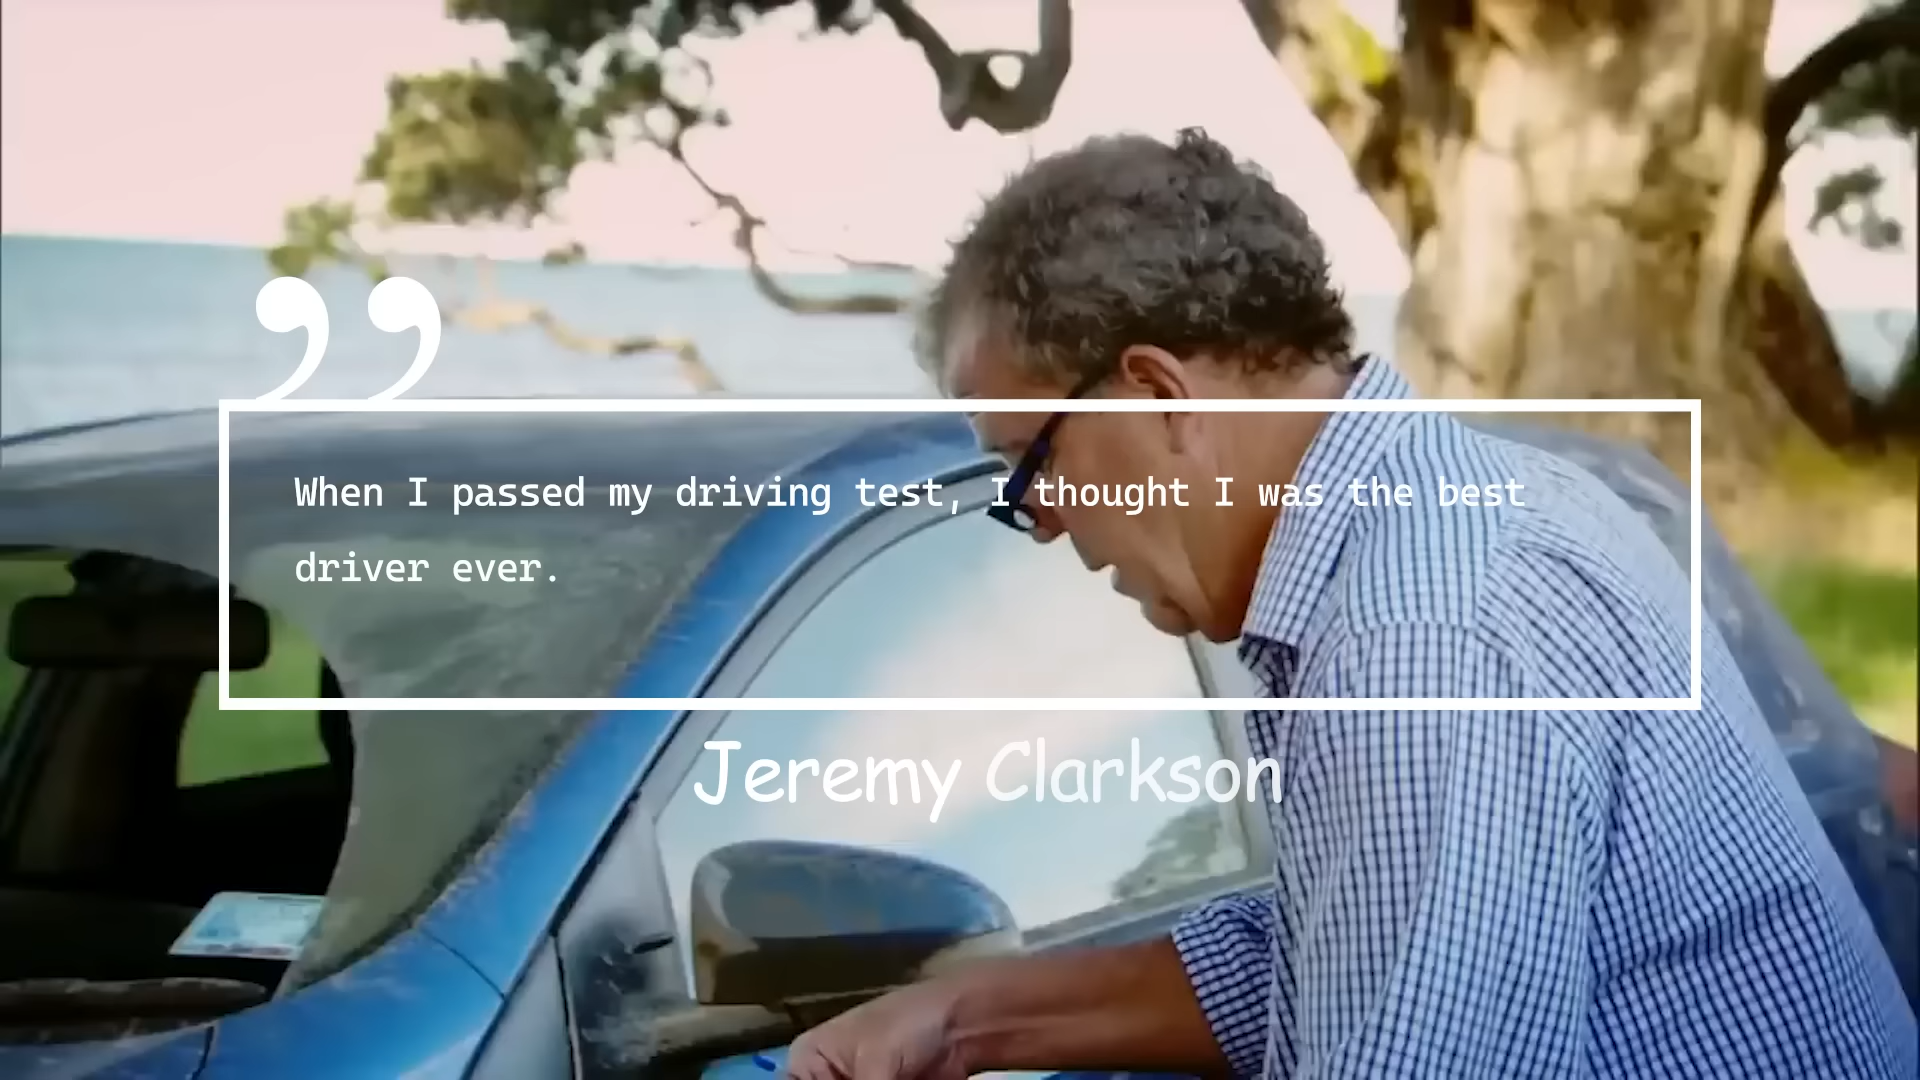 ”
When I passed my driving test, I thought I was the best
driver ever.
Jeremy Clarkson